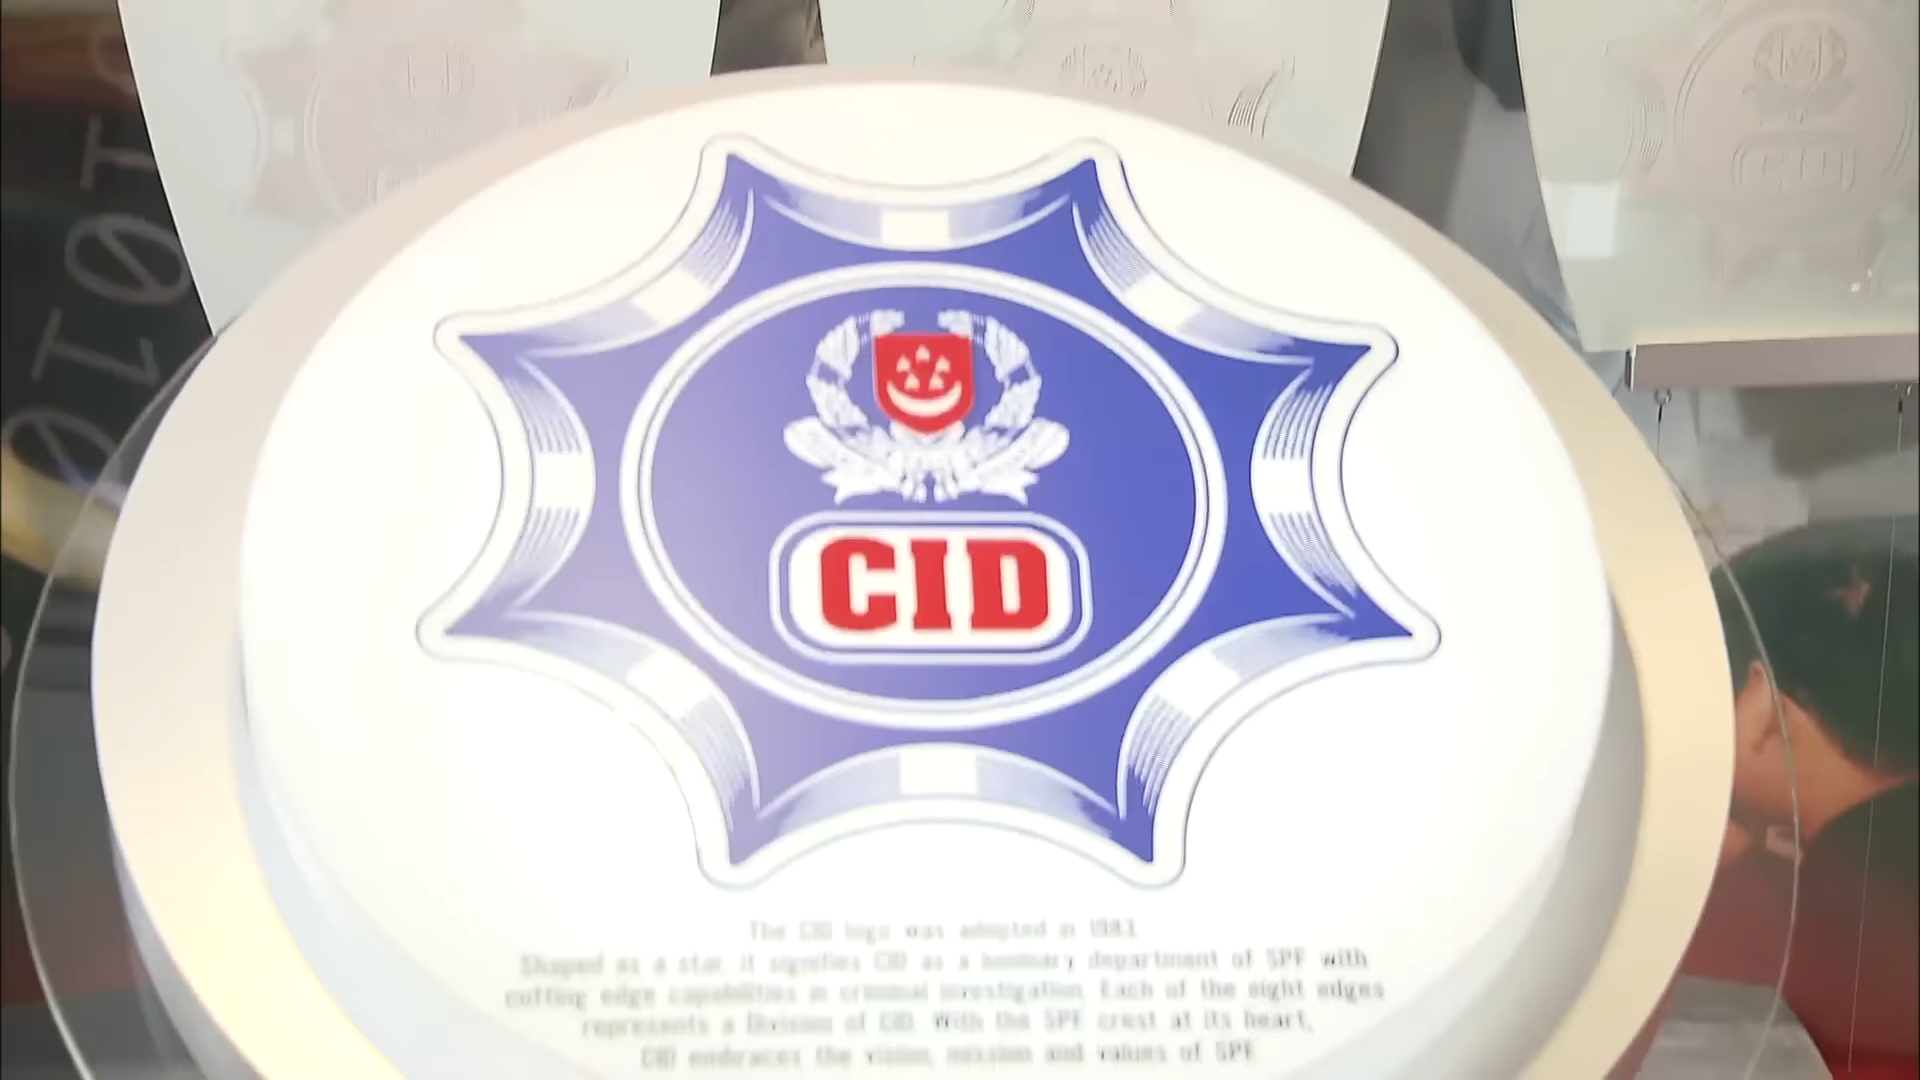 CID
The CID logo was adopted in 1983.
Shaped as a star, it signifies CID as a luminary department of SPF with
cutting edge capabilities in criminal investigation. Each of the eight edges
represents a Division of CID. With the SPF crest at its heart,
CID embraces the vision, mission and values of SPF.